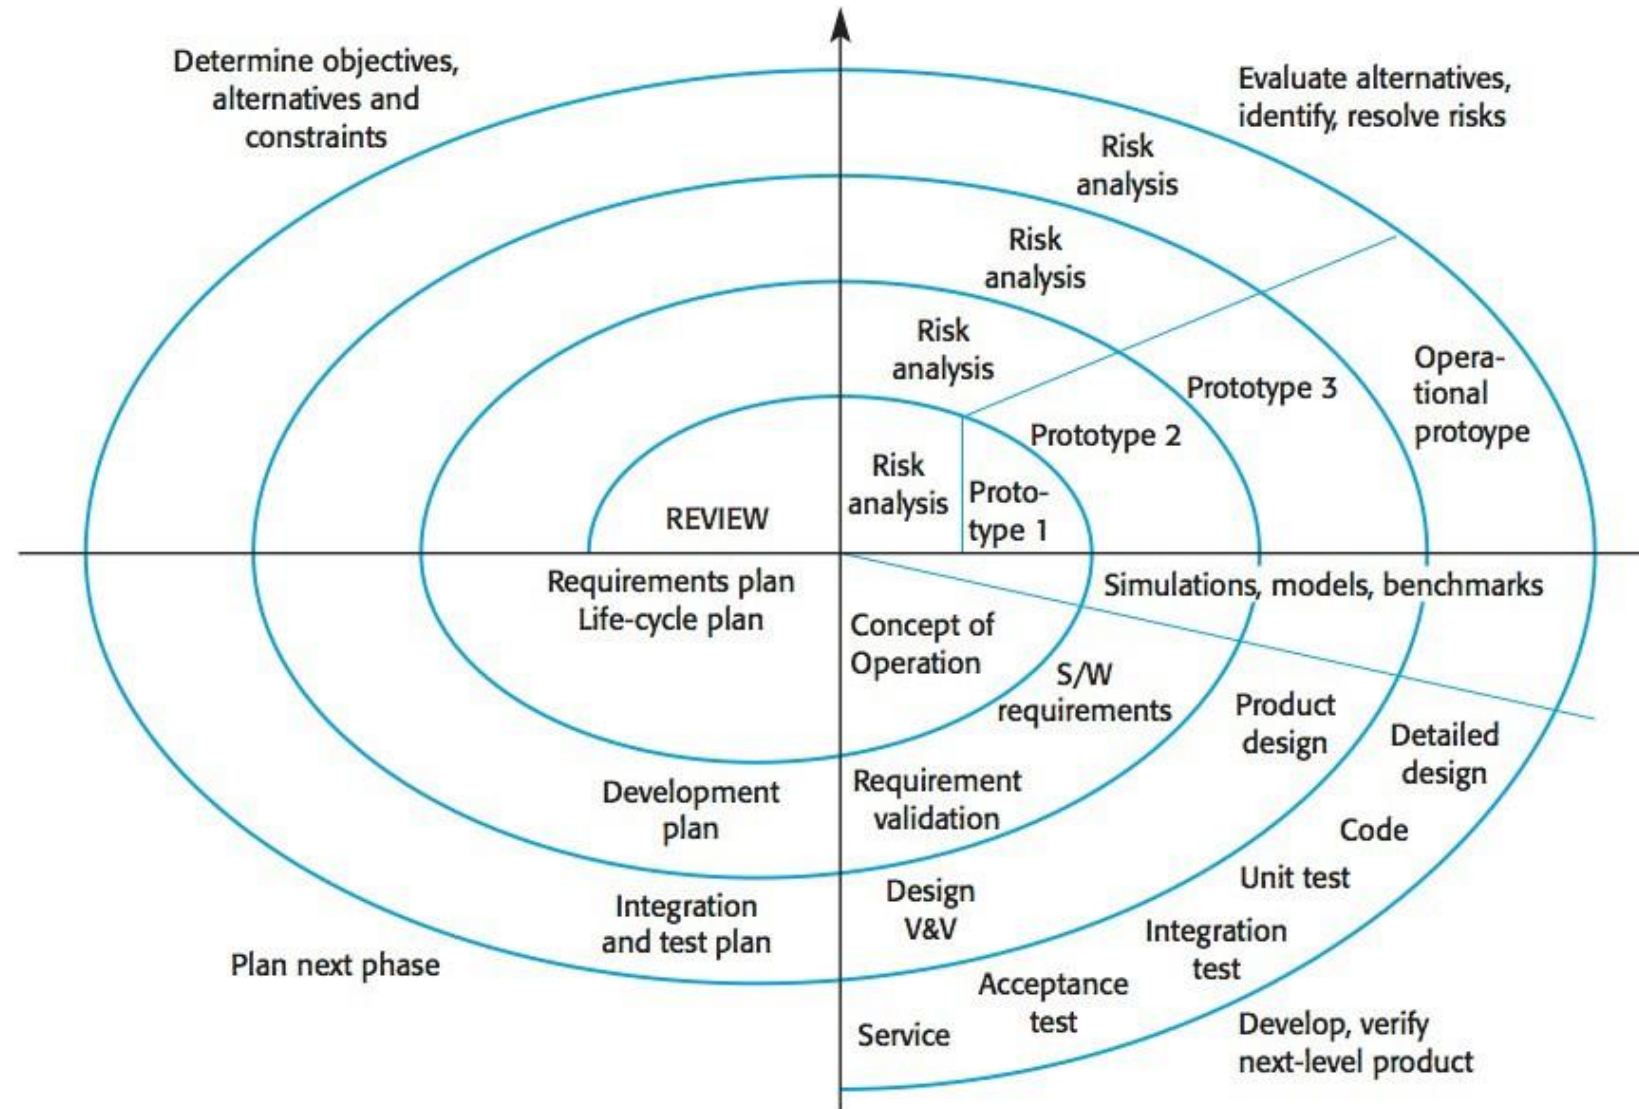 Determine objectives,
alternatives and
constraints
Evaluate alternatives,
identify, resolve risks
Risk
analysis
Risk
analysis
Risk
analysis
Risk
analysis
Proto-
type 1
Prototype 2
Prototype 3
Opera-
tional
protoype
REVIEW
Requirements plan
Life-cycle plan
Simulations, models, benchmarks
Concept of
Operation
S/W
requirements
Product
design
Detailed
design
Development
plan
Requirement
validation
Code
Unit test
Integration
and test plan
Design
V&V
Integration
test
Plan next phase
Acceptance
test
Service
Develop, verify
next-level product